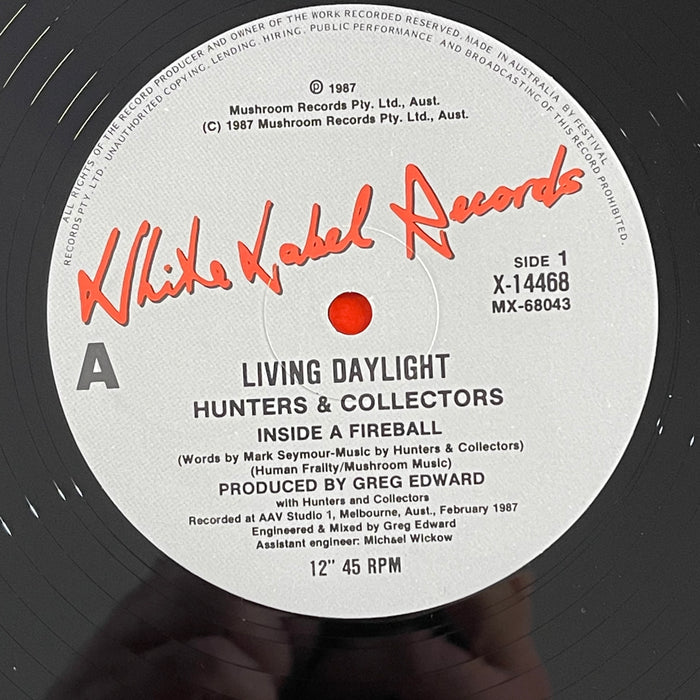 ALL RIGHTS OF THE RECORD PRODUCER AND OWNER OF THE WORK RECORDED RESERVED. MADE IN AUSTRALIA BY FESTIVAL
RECORDS PTY. LTD. UNAUTHORIZED COPYING, LENDING, HIRING, PUBLIC PERFORMANCE AND BROADCASTING OF THIS RECORD PROHIBITED.
℗ 1987
Mushroom Records Pty. Ltd., Aust.
(C) 1987 Mushroom Records Pty. Ltd., Aust.
White Label Records
SIDE 1
X-14468
MX-68043
A
LIVING DAYLIGHT
HUNTERS & COLLECTORS
INSIDE A FIREBALL
(Words by Mark Seymour-Music by Hunters & Collectors)
(Human Frailty/Mushroom Music)
PRODUCED BY GREG EDWARD
with Hunters and Collectors
Recorded at AAV Studio 1, Melbourne, Aust., February 1987
Engineered & Mixed by Greg Edward
Assistant engineer: Michael Wickow
12" 45 RPM